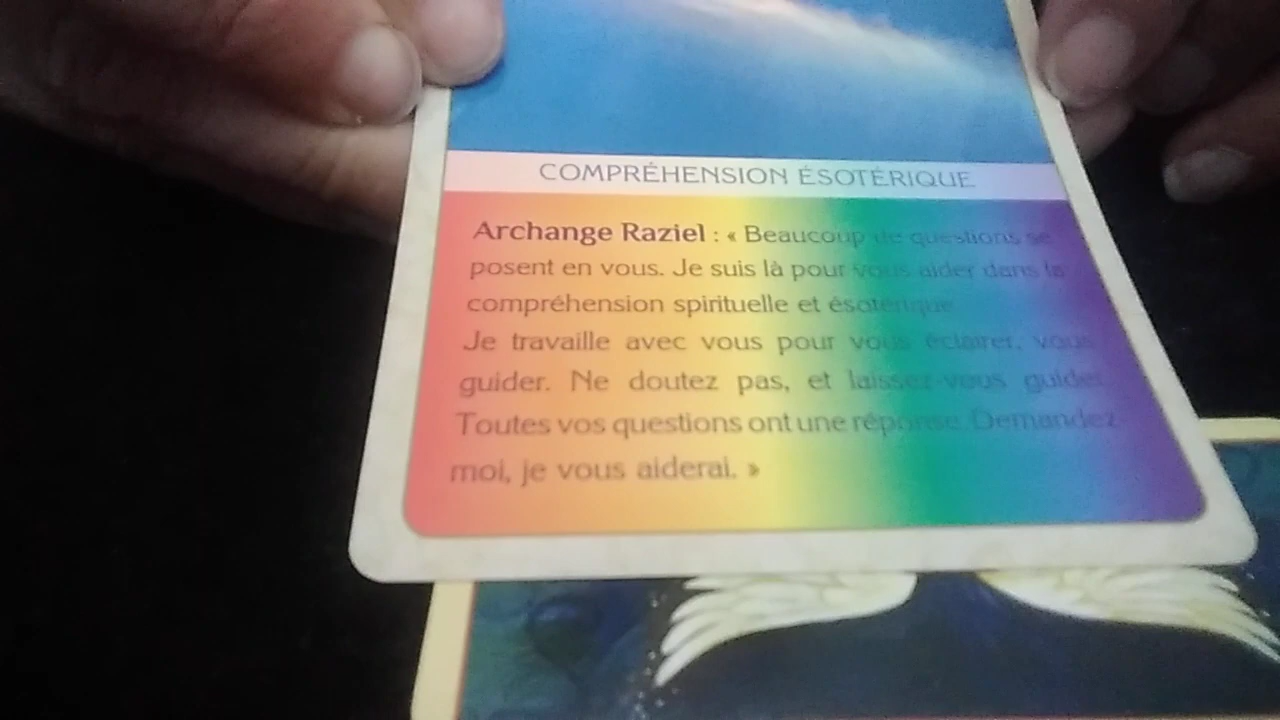 COMPRÉHENSION ÉSOTÉRIQUE
Archange Raziel : « Beaucoup de questions se
posent en vous. Je suis là pour vous aider dans la
compréhension spirituelle et ésotérique.
Je travaille avec vous pour vous éclairer, vous
guider. Ne doutez pas, et laissez-vous guider.
Toutes vos questions ont une réponse. Demandez-
moi, je vous aiderai. »